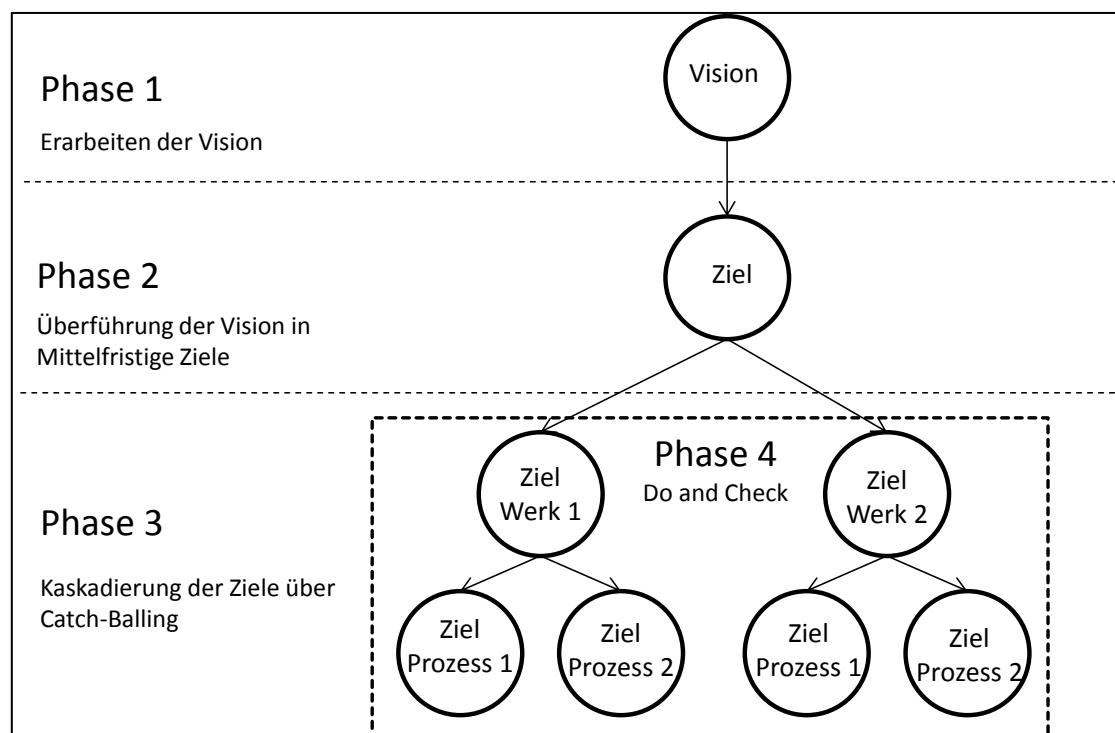 Phase 1
Erarbeiten der Vision
Vision
Phase 2
Überführung der Vision in
Mittelfristige Ziele
Ziel
Phase 3
Kaskadierung der Ziele über
Catch-Balling
Phase 4
Do and Check
Ziel
Werk 1
Ziel
Werk 2
Ziel
Prozess 1
Ziel
Prozess 2
Ziel
Prozess 1
Ziel
Prozess 2